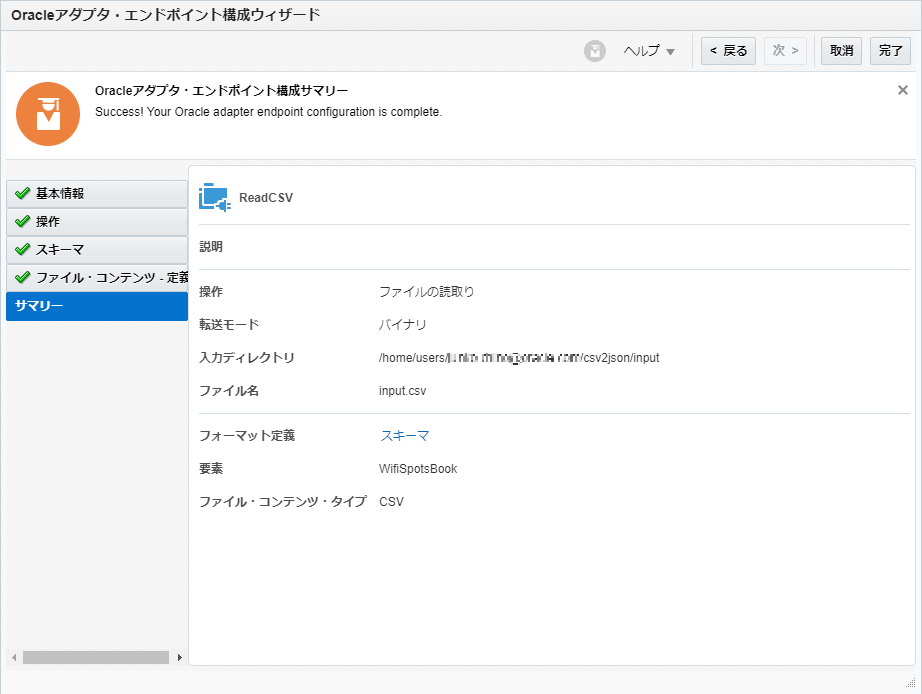 Oracleアダプタ・エンドポイント構成ウィザード
ヘルプ
< 戻る
次 >
取消
完了
Oracleアダプタ・エンドポイント構成サマリー
Success! Your Oracle adapter endpoint configuration is complete.
基本情報
操作
スキーマ
ファイル・コンテンツ - 定義
サマリー
ReadCSV
説明
操作 ファイルの読取り
転送モード バイナリ
入力ディレクトリ /home/users/ /csv2json/input
ファイル名 input.csv
フォーマット定義 スキーマ
要素 WifiSpotsBook
ファイル・コンテンツ・タイプ CSV